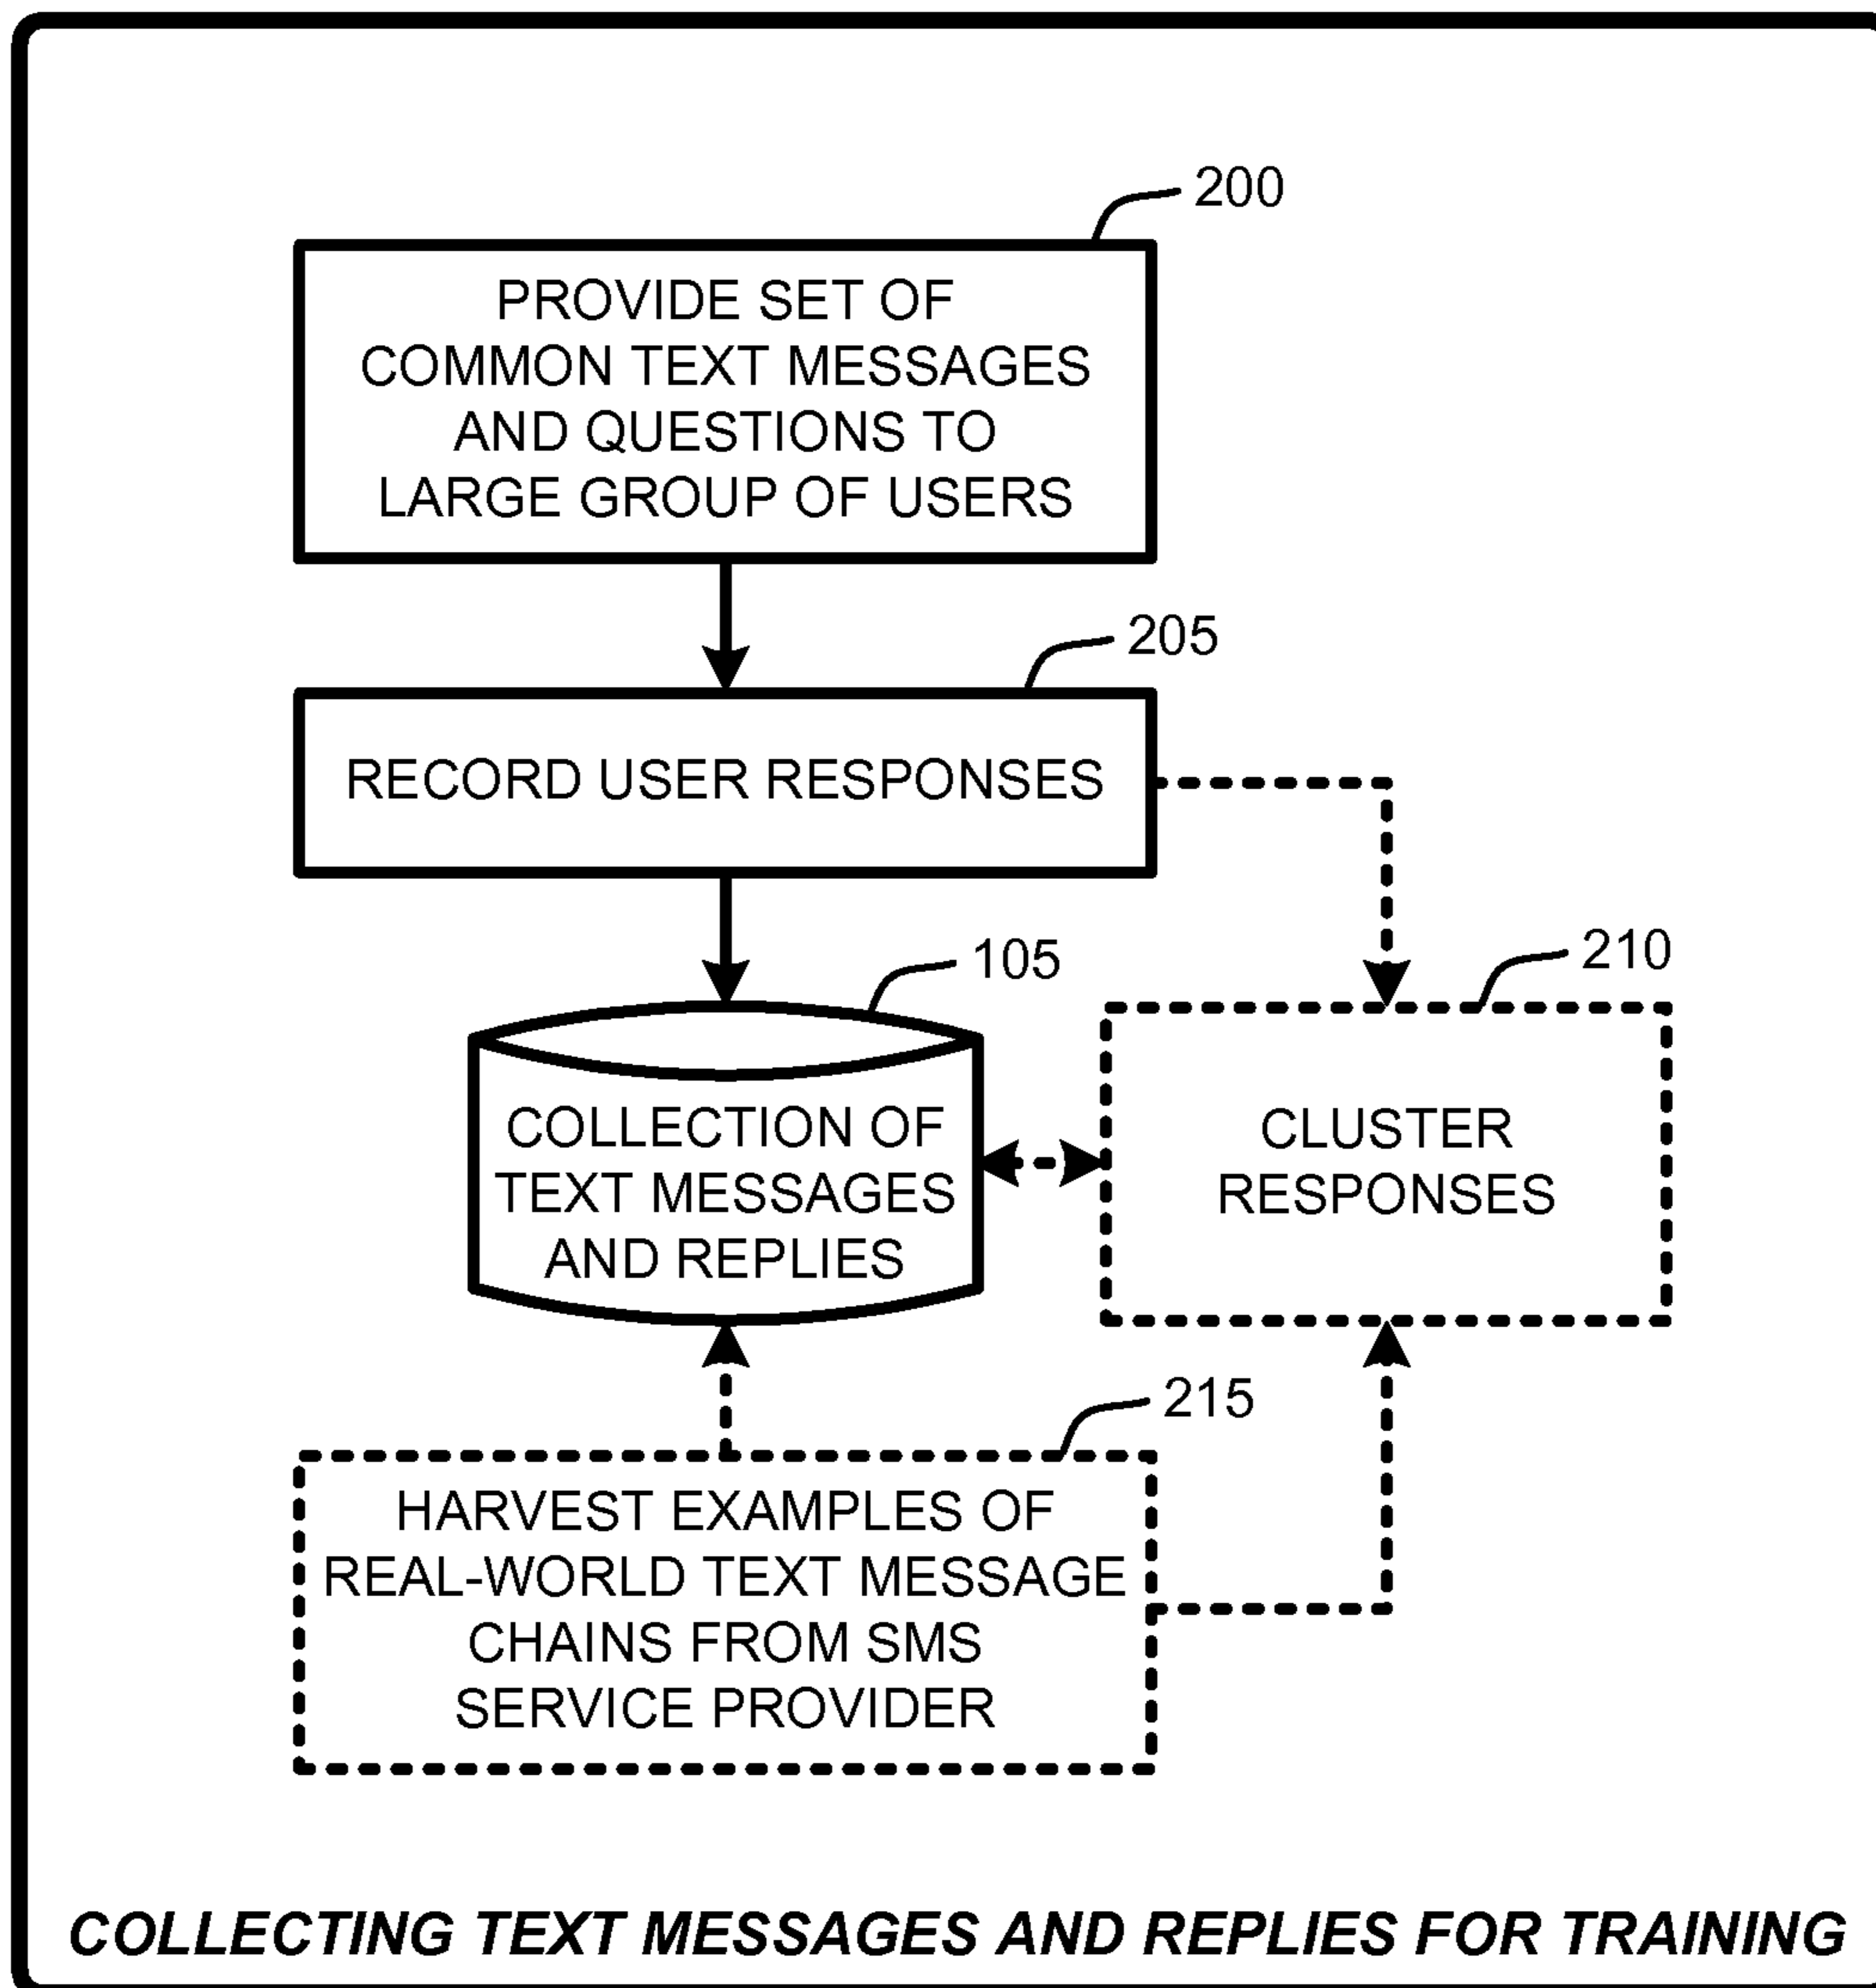 200
PROVIDE SET OF
COMMON TEXT MESSAGES
AND QUESTIONS TO
LARGE GROUP OF USERS
205
RECORD USER RESPONSES
105
COLLECTION OF
TEXT MESSAGES
AND REPLIES
210
CLUSTER
RESPONSES
215
HARVEST EXAMPLES OF
REAL-WORLD TEXT MESSAGE
CHAINS FROM SMS
SERVICE PROVIDER
COLLECTING TEXT MESSAGES AND REPLIES FOR TRAINING